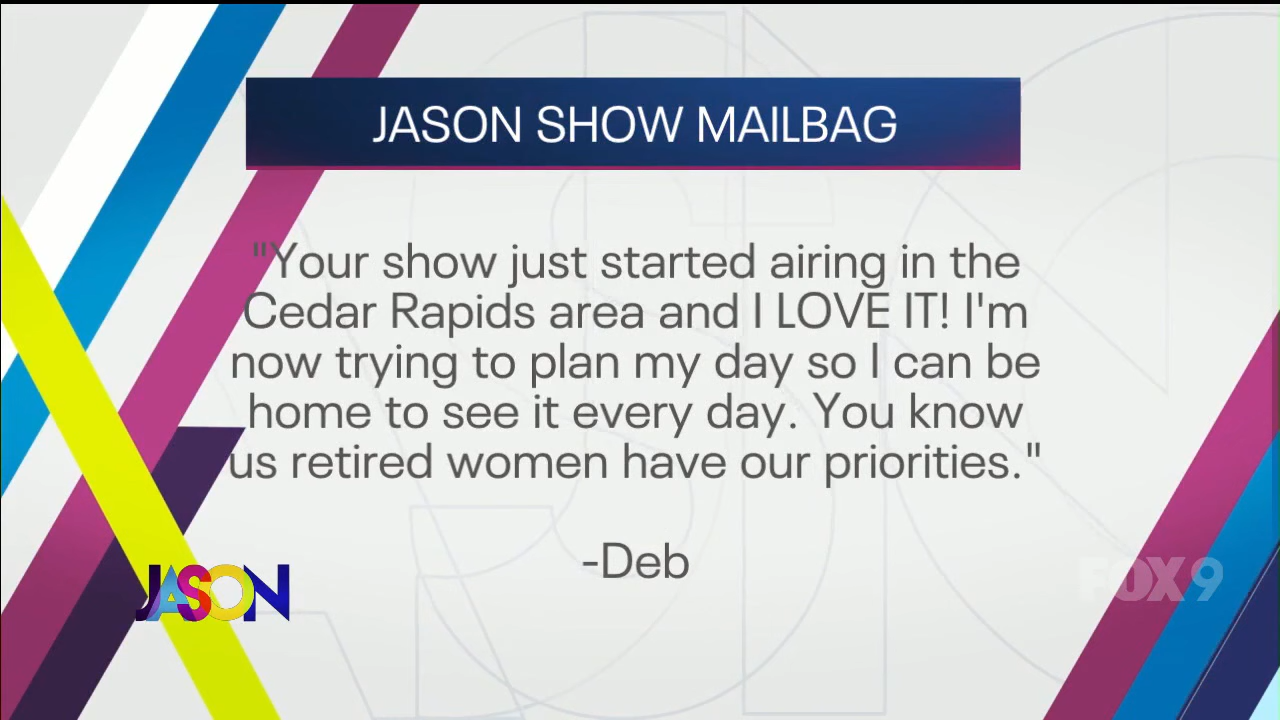 JASON SHOW MAILBAG
"Your show just started airing in the
Cedar Rapids area and I LOVE IT! I'm
now trying to plan my day so I can be
home to see it every day. You know
us retired women have our priorities."
-Deb
JASON
FOX 9